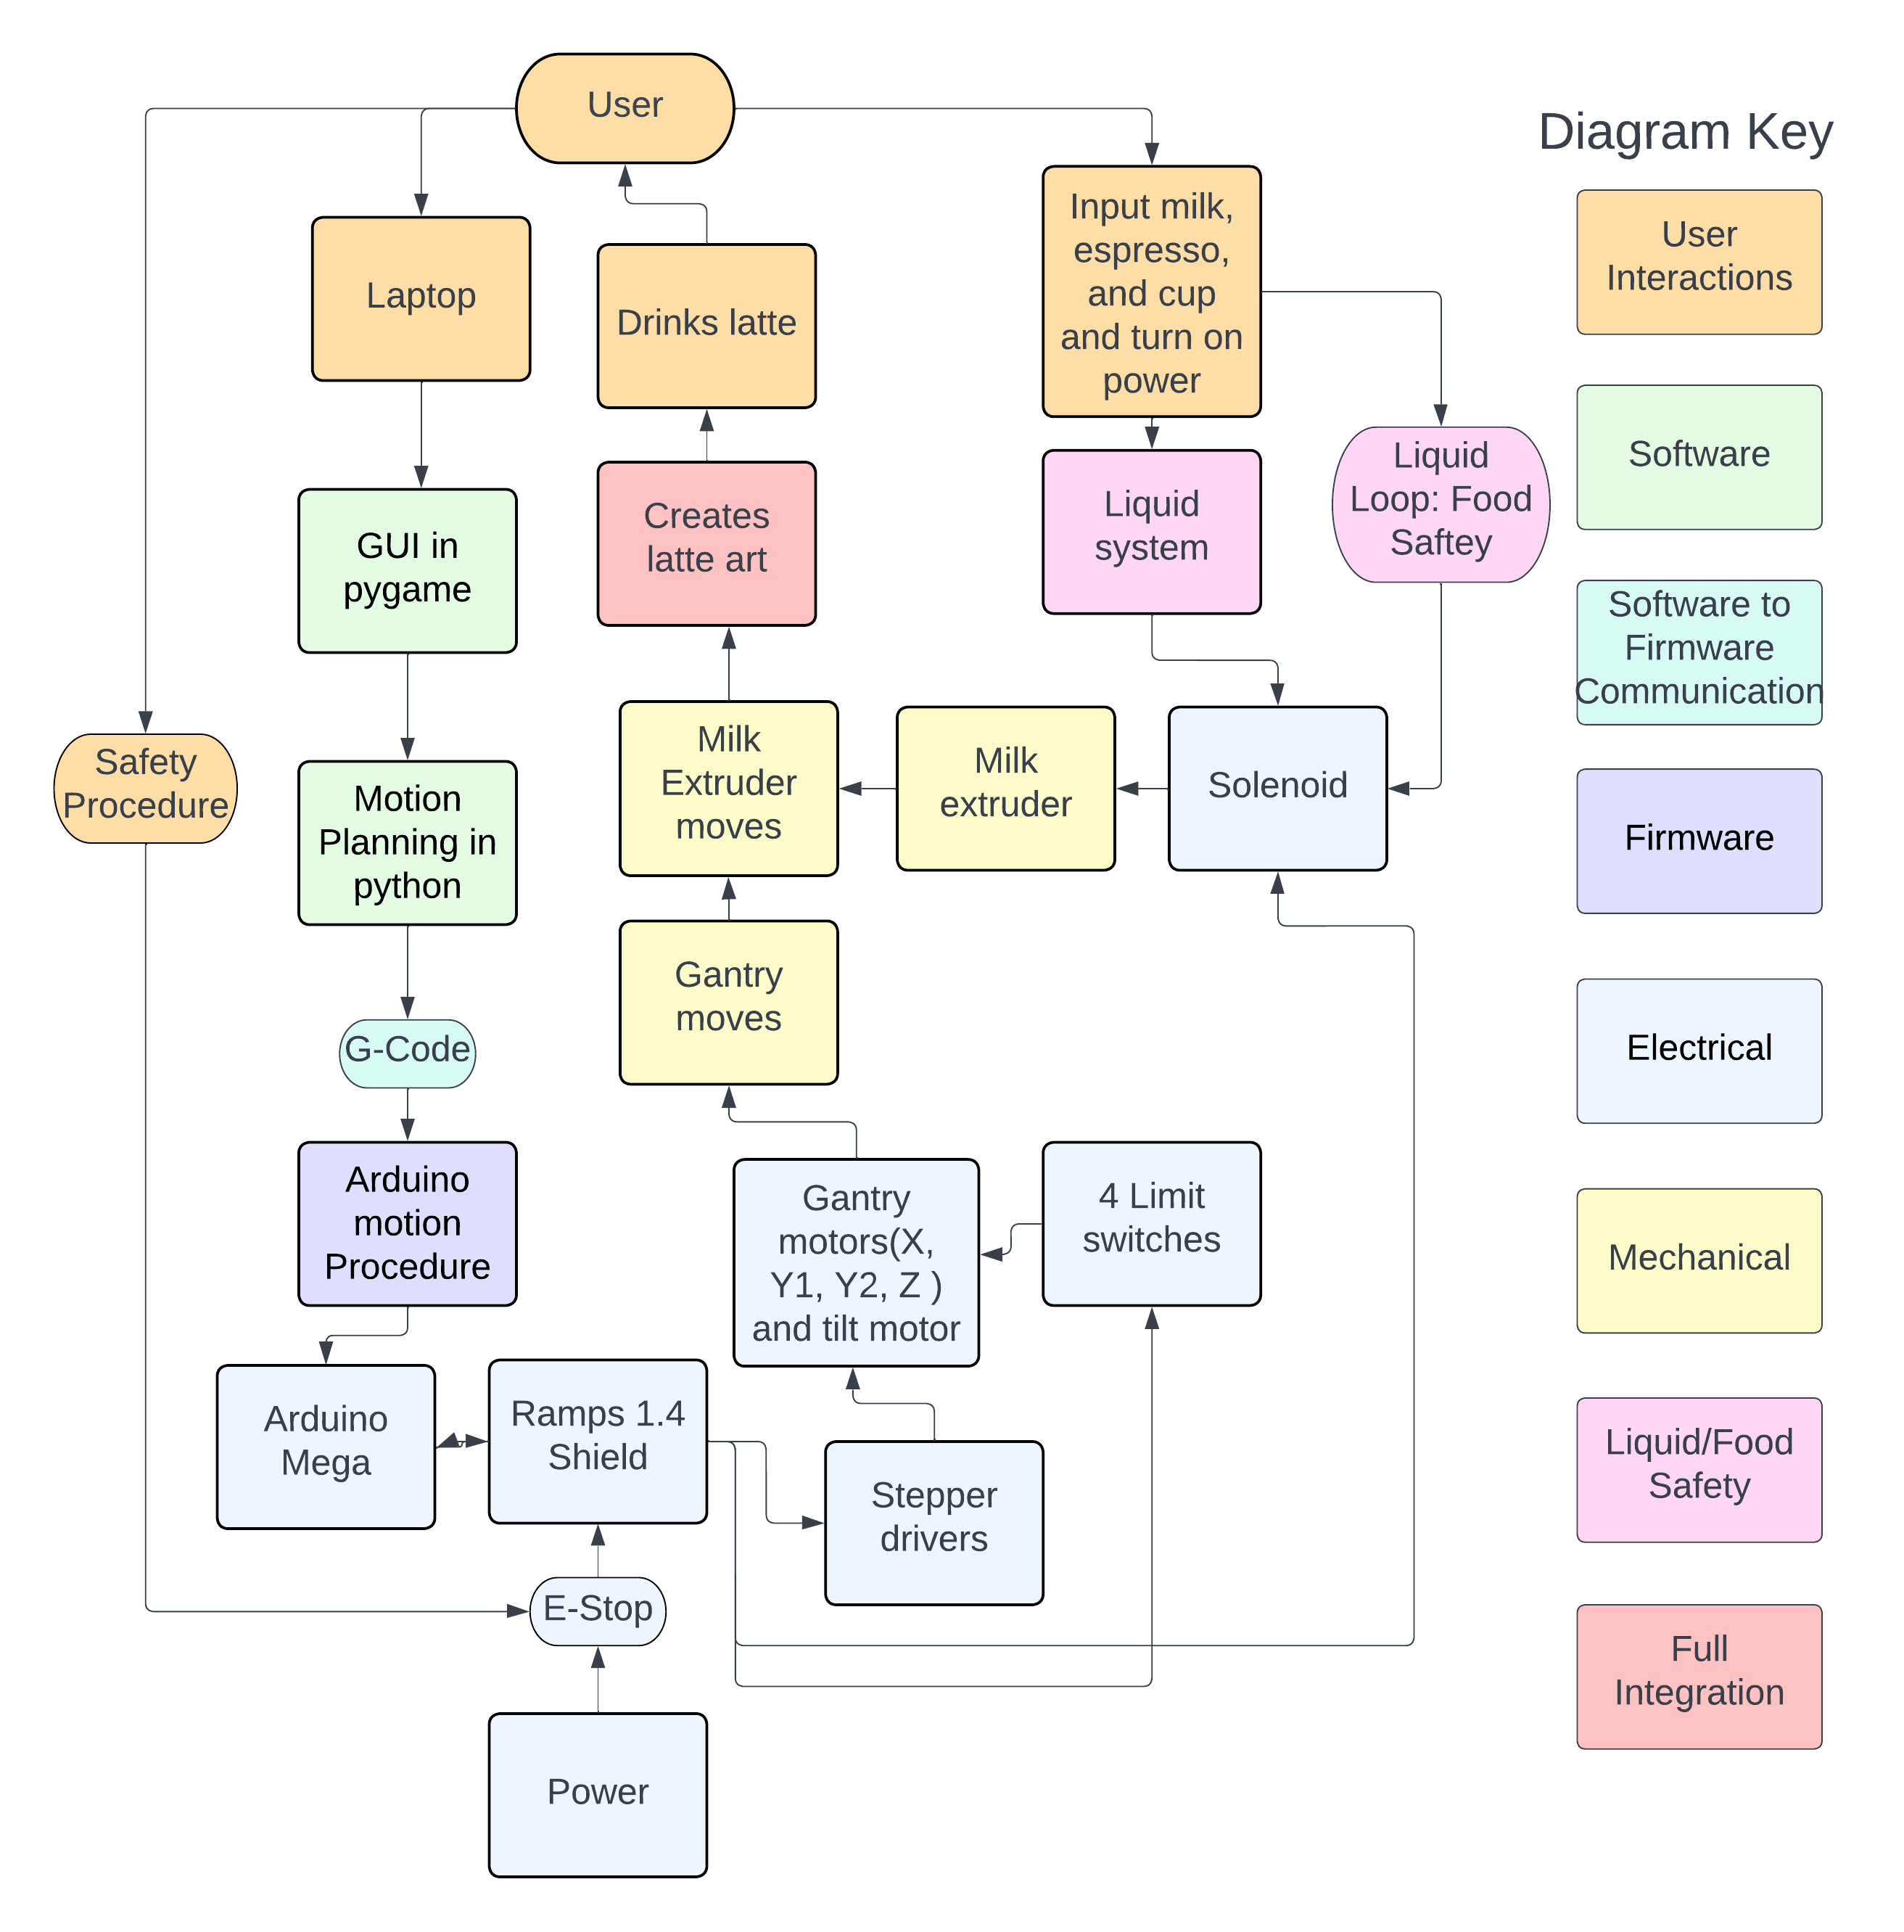 User
Diagram Key
Laptop
Drinks latte
Input milk,
espresso,
and cup
and turn on
power
User
Interactions
GUI in
pygame
Creates
latte art
Liquid
system
Liquid
Loop: Food
Saftey
Software
Safety
Procedure
Motion
Planning in
python
Milk
Extruder
moves
Milk
extruder
Solenoid
Software to
Firmware
Communication
Firmware
G-Code
Gantry
moves
Electrical
Arduino
motion
Procedure
Gantry
motors(X,
Y1, Y2, Z )
and tilt motor
4 Limit
switches
Mechanical
Arduino
Mega
Ramps 1.4
Shield
Stepper
drivers
Liquid/Food
Safety
E-Stop
Full
Integration
Power